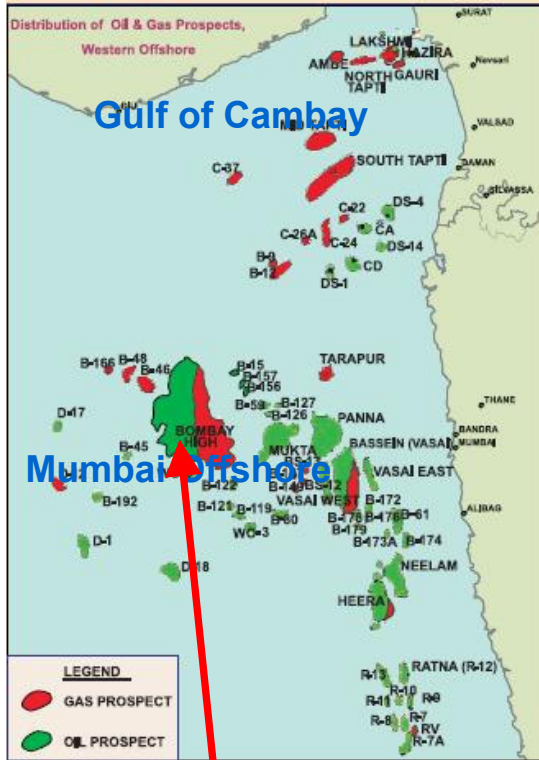 Distribution of Oil & Gas Prospects,
Western Offshore
SURAT
LAKSHMI
HAZIRA
AMBE
NORTH
TAPTI
GAURI
Navsari
Gulf of Cambay
VALSAD
SOUTH TAPTI
DAMAN
SILVASSA
C-37
C-22
DS-4
CA
C-26A
C-24
DS-14
B-9
B-12
CD
DS-1
B-166
B-48
B-46
B-15
B-157
B-156
TARAPUR
D-17
B-59
B-127
B-126
PANNA
THANE
BOMBAY
HIGH
B-45
MUKTA
BASSEIN (VASAI)
BANDRA
MUMBAI
Mumbai Offshore
VASAI EAST
B-192
B-122
BS-12
VASAI WEST
B-172
B-121
B-119
B-80
B-178
B-176
B-61
ALIBAG
WO-3
B-179
B-173A
B-174
D-1
D-18
NEELAM
HEERA
LEGEND
GAS PROSPECT
OIL PROSPECT
R-13
RATNA (R-12)
R-10
R-11
R-9
R-8
R-7
RV
R-7A